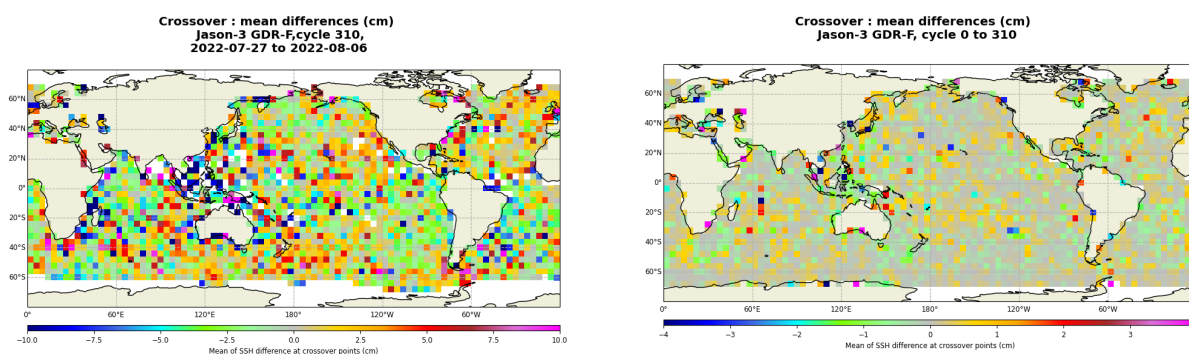 Crossover : mean differences (cm)
Jason-3 GDR-F,cycle 310,
2022-07-27 to 2022-08-06
60°N
40°N
20°N
0°
20°S
40°S
60°S
0° 60°E 120°E 180° 120°W 60°W
−10.0 −7.5 −5.0 −2.5 0.0 2.5 5.0 7.5 10.0
Mean of SSH difference at crossover points (cm)
Crossover : mean differences (cm)
Jason-3 GDR-F, cycle 0 to 310
60°N
40°N
20°N
0°
20°S
40°S
60°S
0° 60°E 120°E 180° 120°W 60°W
−4 −3 −2 −1 0 1 2 3
Mean of SSH difference at crossover points (cm)